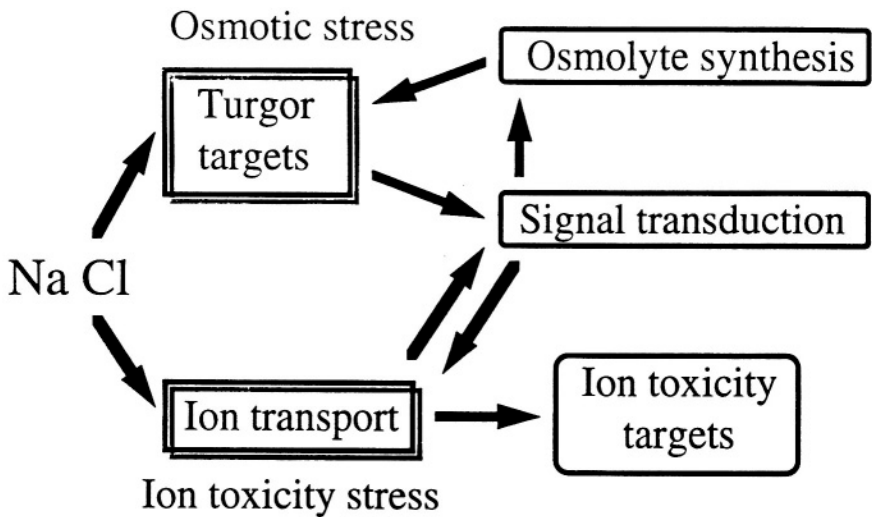 Osmotic stress
Osmolyte synthesis
Turgor
targets
Signal transduction
Na Cl
Ion transport
Ion toxicity
targets
Ion toxicity stress